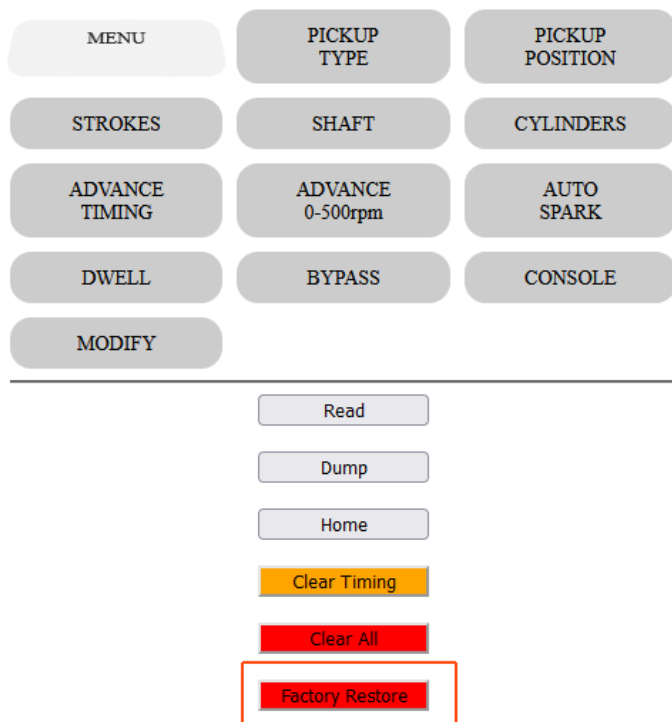 MENU
PICKUP
TYPE
PICKUP
POSITION
STROKES
SHAFT
CYLINDERS
ADVANCE
TIMING
ADVANCE
0-500rpm
AUTO
SPARK
DWELL
BYPASS
CONSOLE
MODIFY
Read
Dump
Home
Clear Timing
Clear All
Factory Restore